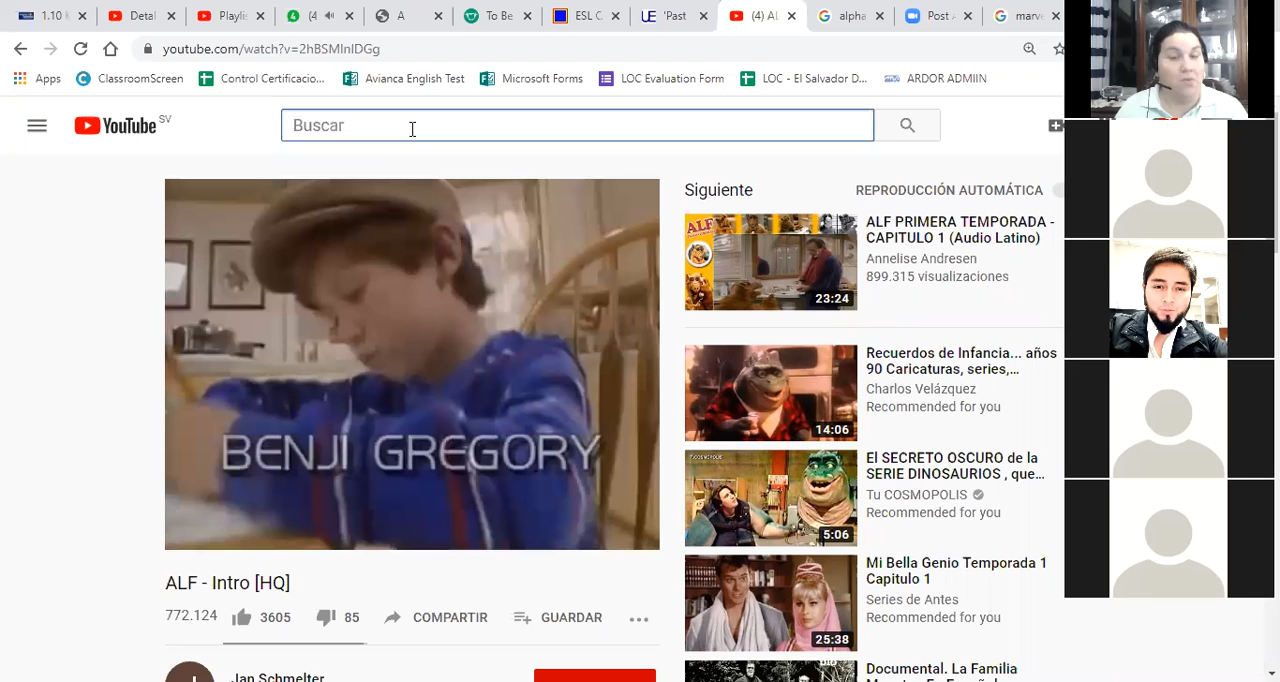 1.10
Detal
Playlis
(4
A
To Be
ESL C
'Past
(4) AL
alpha
Post A
marve
youtube.com/watch?v=2hBSMlnIDGg
Apps
ClassroomScreen
Control Certificacio...
Avianca English Test
Microsoft Forms
LOC Evaluation Form
LOC - El Salvador D...
ARDOR ADMIIN
YouTube SV
Buscar
BENJI GREGORY
Siguiente
REPRODUCCIÓN AUTOMÁTICA
ALF PRIMERA TEMPORADA -
CAPITULO 1 (Audio Latino)
Annelise Andresen
899.315 visualizaciones
23:24
Recuerdos de Infancia... años
90 Caricaturas, series,...
Charlos Velázquez
Recommended for you
14:06
El SECRETO OSCURO de la
SERIE DINOSAURIOS , que...
Tu COSMOPOLIS
Recommended for you
5:06
Mi Bella Genio Temporada 1
Capitulo 1
Series de Antes
Recommended for you
25:38
Documental. La Familia
ALF - Intro [HQ]
772.124
3605
85
COMPARTIR
GUARDAR
Jan Schmelter